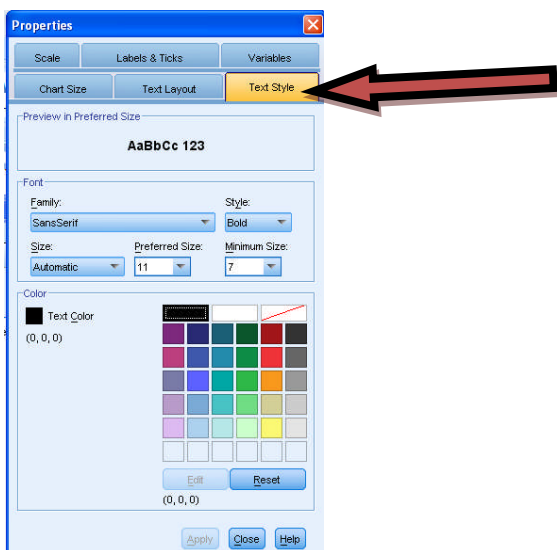 Properties
Scale Labels & Ticks Variables
Chart Size Text Layout Text Style
Preview in Preferred Size
AaBbCc 123
Font
Family: Style:
SansSerif Bold
Size: Preferred Size: Minimum Size:
Automatic 11 7
Color
Text Color
(0, 0, 0)
Edit Reset
(0, 0, 0)
Apply Close Help